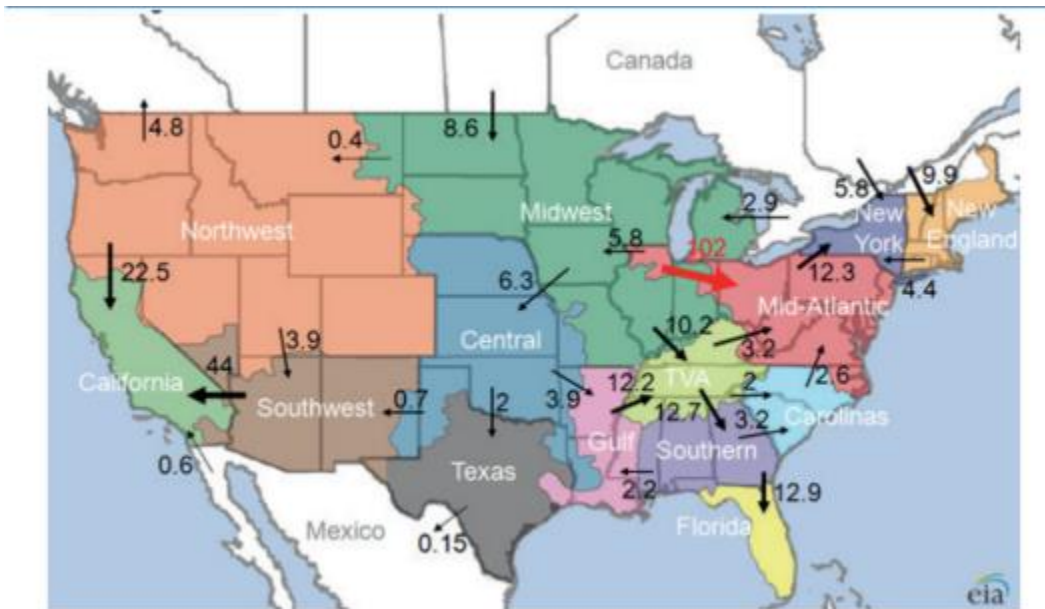 Canada
4.8
0.4
8.6
5.8
9.9
Northwest
Midwest
2.9
New
York
New
England
5.8
102
22.5
6.3
12.3
4.4
Mid-Atlantic
3.9
Central
10.2
3.2
California
44
Southwest
0.7
2
3.9
12.2
TVA
2
2.6
12.7
3.2
Carolinas
Gulf
Southern
0.6
Texas
2.2
12.9
Mexico
0.15
Florida
eia